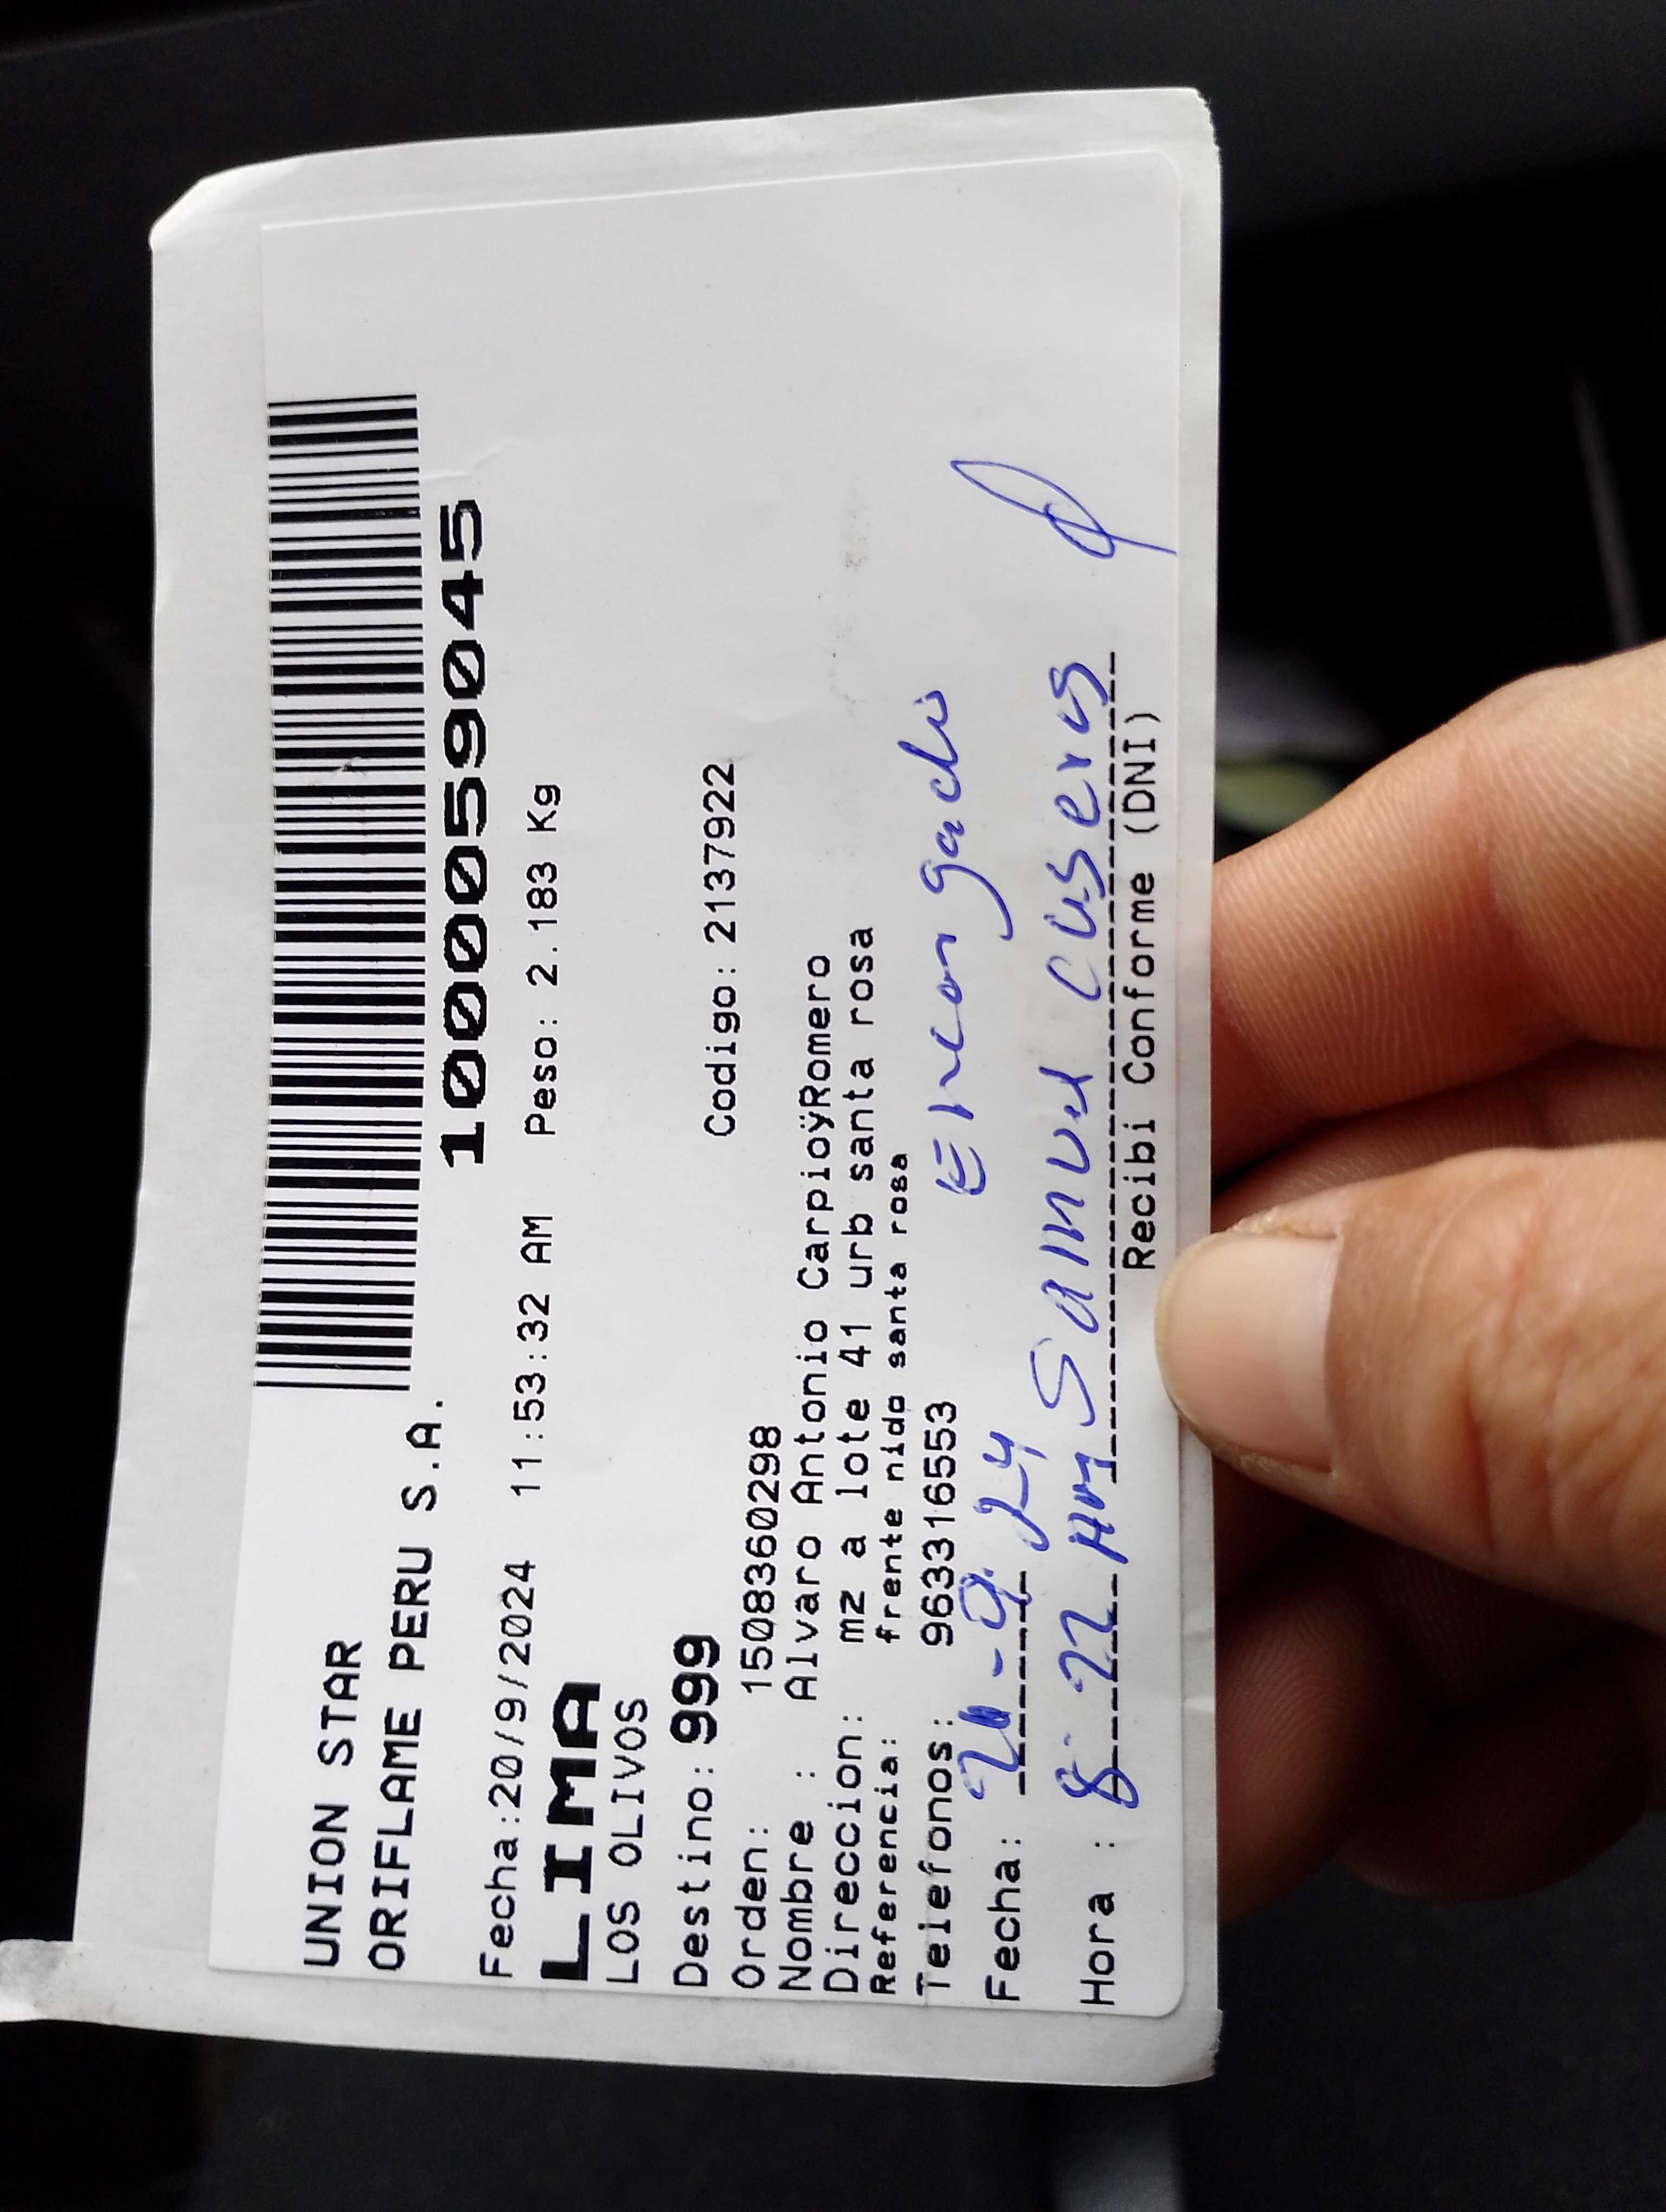 UNION STAR
ORIFLAME PERU S.A.
1000059045
Fecha:20/9/2024 11:53:32 AM Peso: 2.183 Kg
LIMA
LOS OLIVOS
Destino: 999 Codigo: 2137922
Orden: 1508360298
Nombre : Alvaro Antonio CarpioÿRomero
Direccion: mz a lote 41 urb santa rosa
Referencia: frente nido santa rosa
Telefonos: 963316553
Encargado
Fecha: - 9. 24
Hora : 8 22 Am Samuel
Recibi Conforme (DNI)